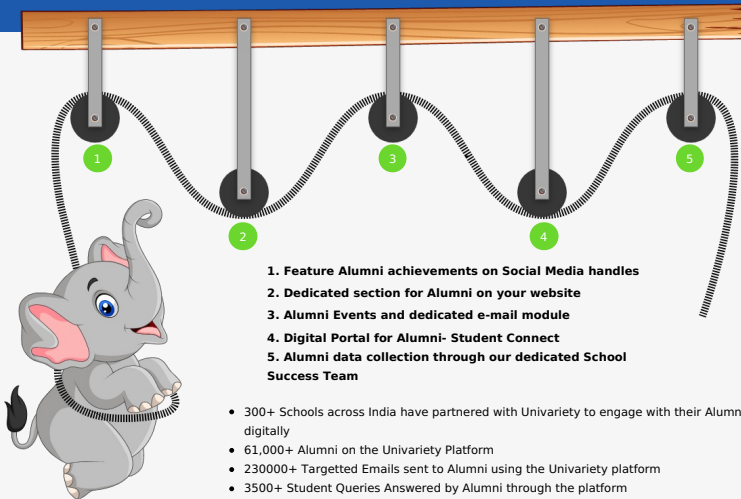 1
3
5
2
4
1. Feature Alumni achievements on Social Media handles
2. Dedicated section for Alumni on your website
3. Alumni Events and dedicated e-mail module
4. Digital Portal for Alumni- Student Connect
5. Alumni data collection through our dedicated School
Success Team
• 300+ Schools across India have partnered with Univariety to engage with their Alumn
digitally
• 61,000+ Alumni on the Univariety Platform
• 230000+ Targetted Emails sent to Alumni using the Univariety platform
• 3500+ Student Queries Answered by Alumni through the platform